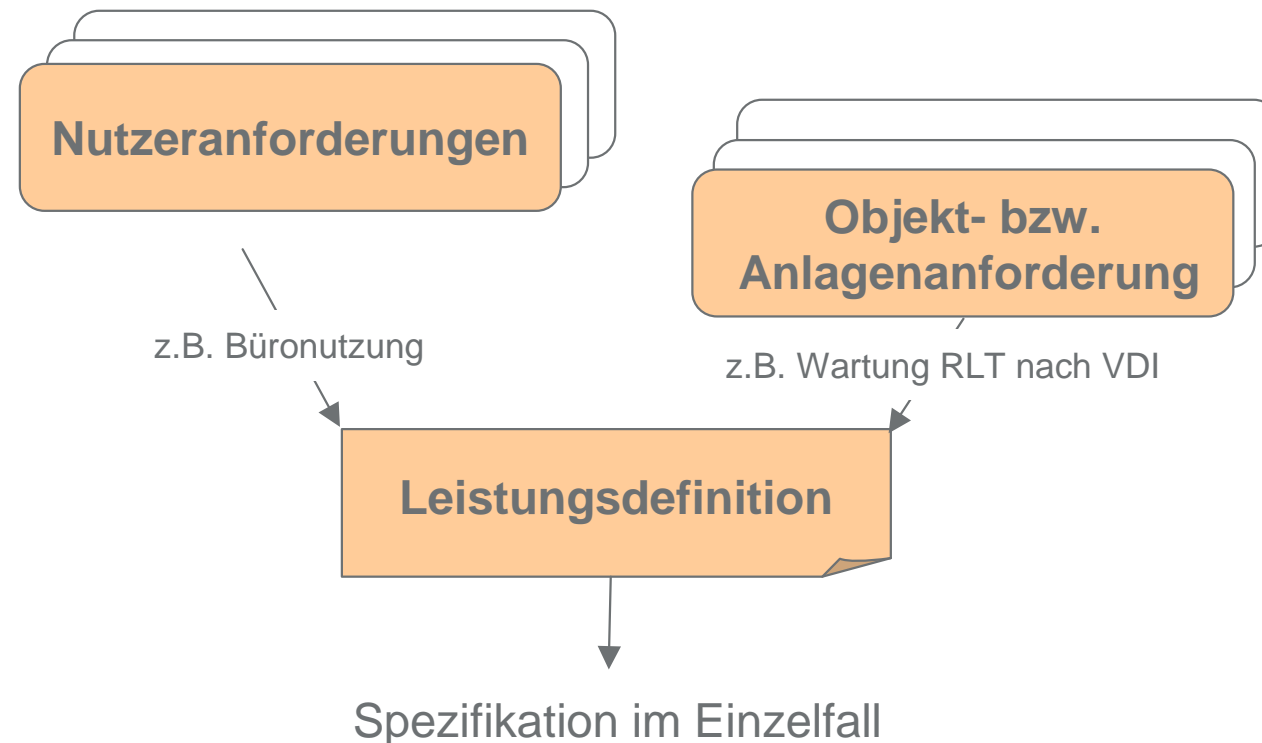 Nutzeranforderungen
Objekt- bzw.
Anlagenanforderung
z.B. Büronutzung
z.B. Wartung RLT nach VDI
Leistungsdefinition
Spezifikation im Einzelfall